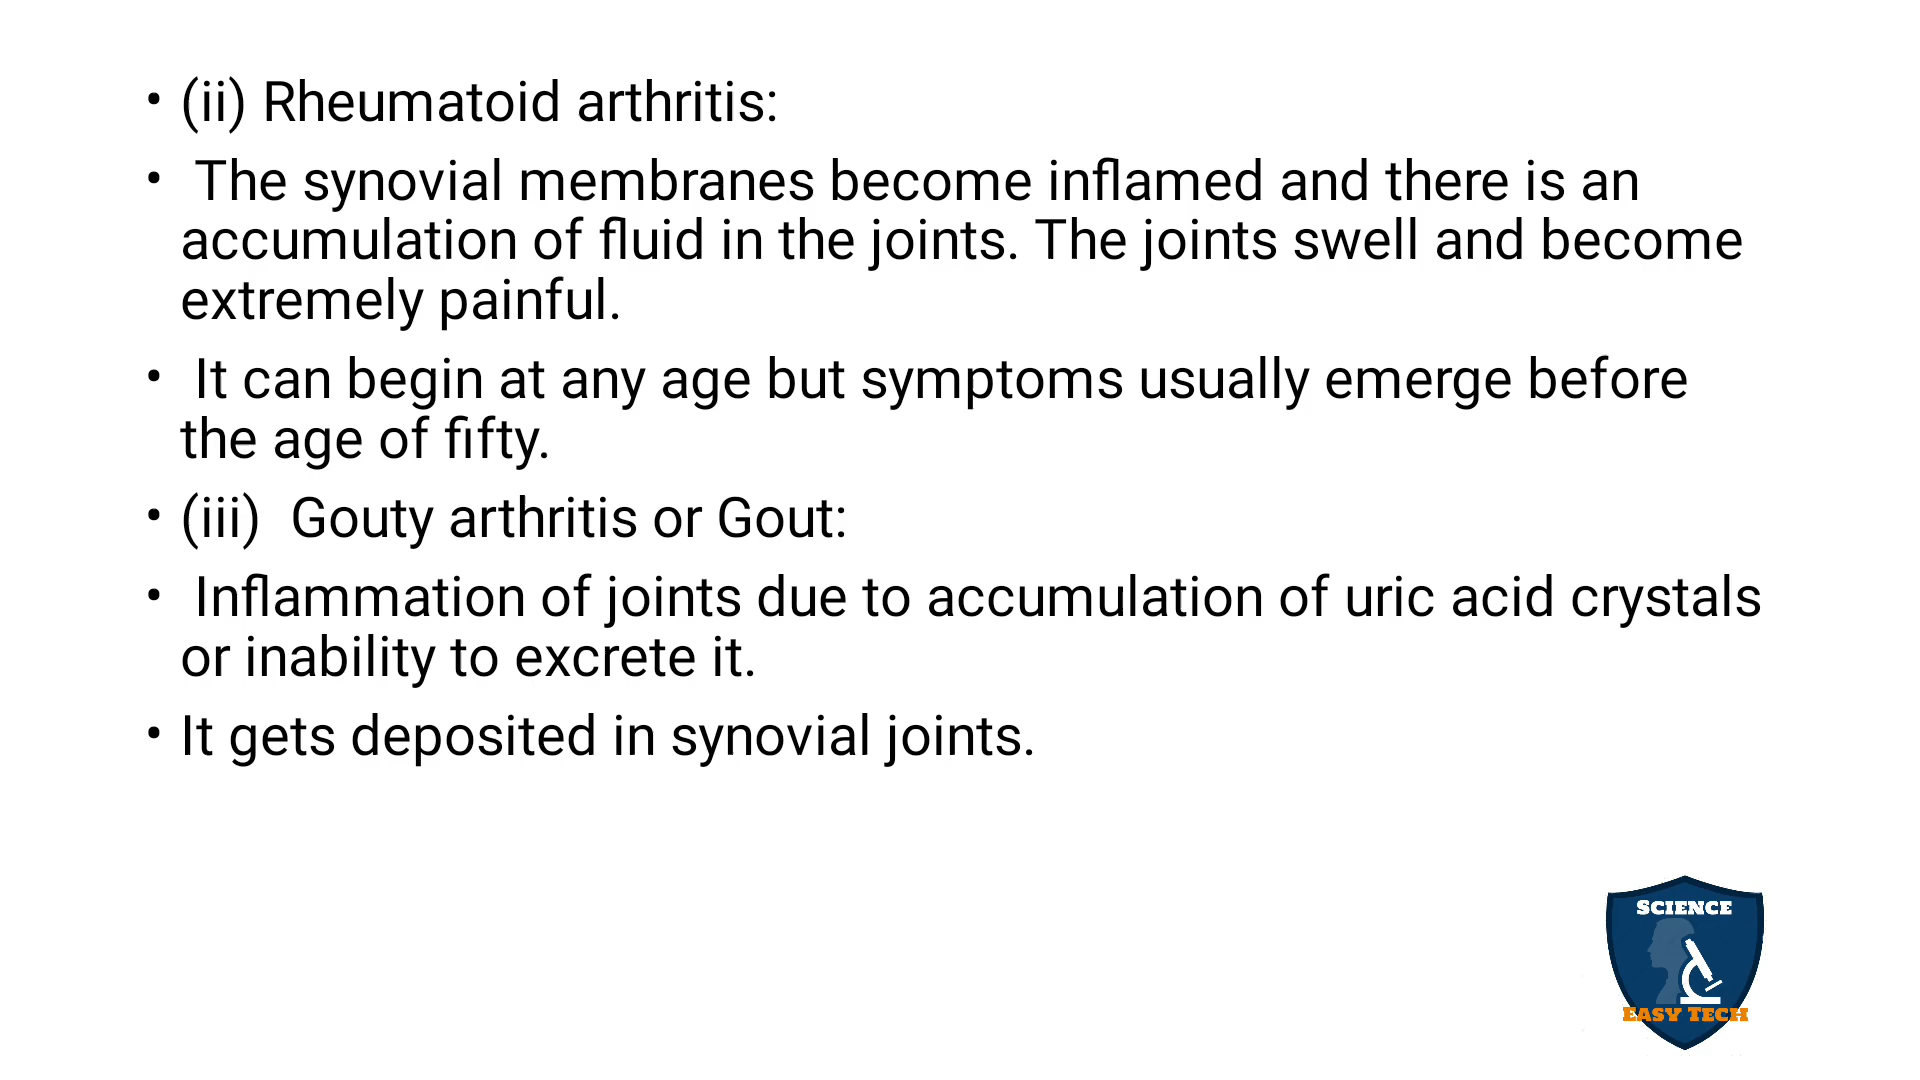 • (ii) Rheumatoid arthritis:
• The synovial membranes become inflamed and there is an
accumulation of fluid in the joints. The joints swell and become
extremely painful.
• It can begin at any age but symptoms usually emerge before
the age of fifty.
• (iii) Gouty arthritis or Gout:
• Inflammation of joints due to accumulation of uric acid crystals
or inability to excrete it.
• It gets deposited in synovial joints.
SCIENCE
EASY TECH